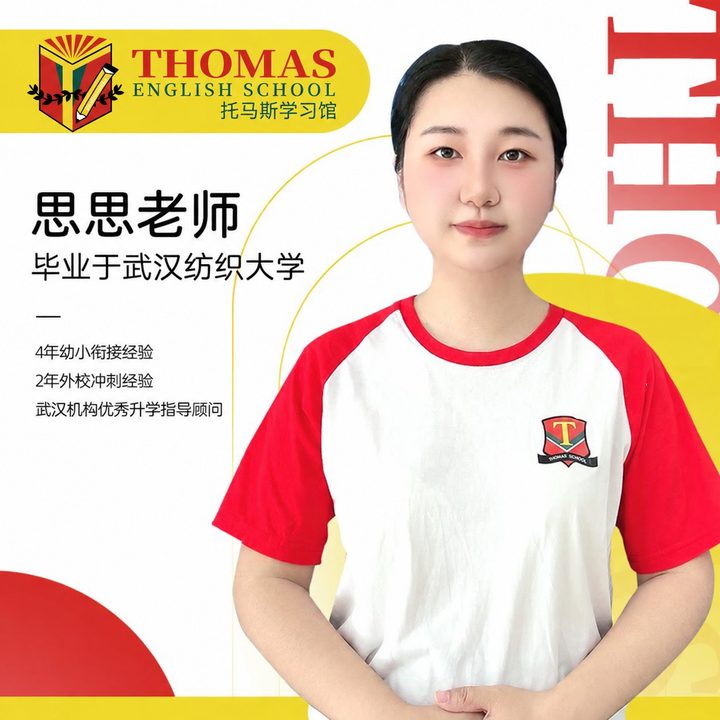 THOMAS
ENGLISH SCHOOL
托马斯学习馆
思思老师
毕业于武汉纺织大学
4年幼小衔接经验
2年外校冲刺经验
武汉机构优秀升学指导顾问
T
THOMAS SCHOOL
THO